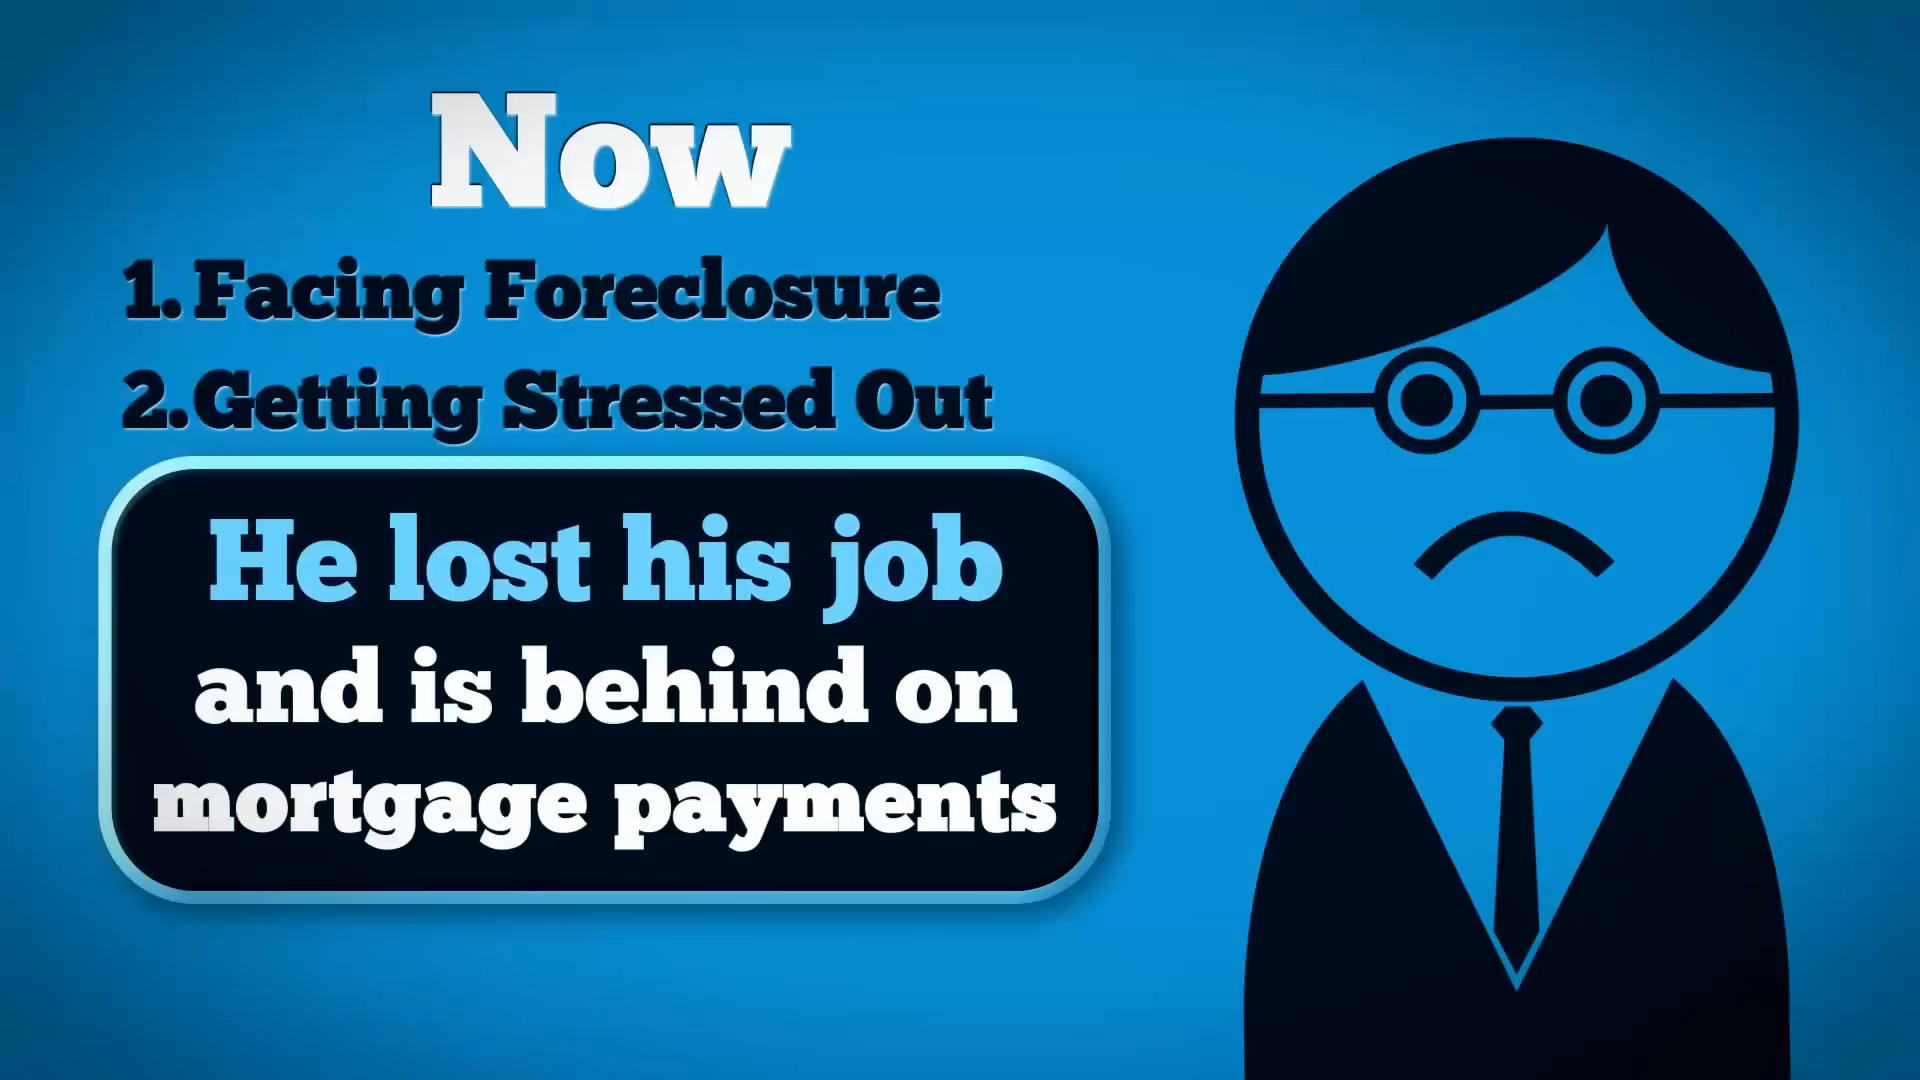 Now
1. Facing Foreclosure
2. Getting Stressed Out
He lost his job
and is behind on
mortgage payments